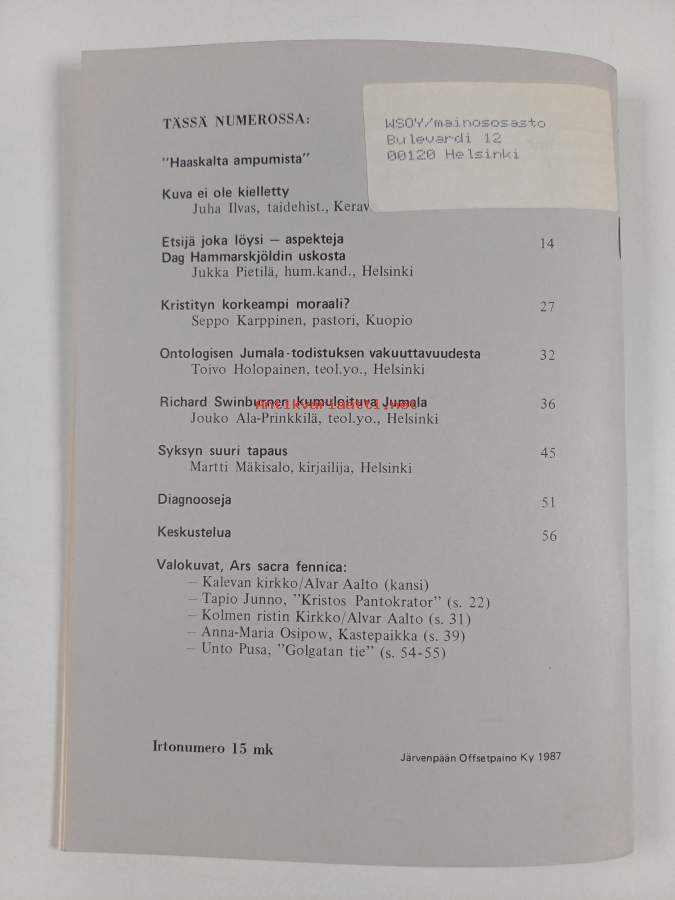 TÄSSÄ NUMEROSSA:
WSOY/mainososasto
Bulevardi 12
00120 Helsinki
"Haaskalta ampumista"
Kuva ei ole kielletty
Juha Ilvas, taidehist.,
Etsijä joka löysi – aspekteja 14
Dag Hammarskjöldin uskosta
Jukka Pietilä, hum.kand., Helsinki
Kristityn korkeampi moraali? 27
Seppo Karppinen, pastori, Kuopio
Ontologisen Jumala-todistuksen vakuuttavuudesta 32
Toivo Holopainen, teol.yo., Helsinki
Richard Swinburnen kumuloituva Jumala 36
Antikvariaatti.net
Jouko Ala-Prinkkilä, teol.yo., Helsinki
Syksyn suuri tapaus 45
Martti Mäkisalo, kirjailija, Helsinki
Diagnooseja 51
Keskustelua 56
Valokuvat, Ars sacra fennica:
– Kalevan kirkko/Alvar Aalto (kansi)
– Tapio Junno, "Kristos Pantokrator" (s. 22)
– Kolmen ristin Kirkko/Alvar Aalto (s. 31)
– Anna-Maria Osipow, Kastepaikka (s. 39)
– Unto Pusa, "Golgatan tie" (s. 54-55)
Irtonumero 15 mk
Järvenpään Offsetpaino Ky 1987